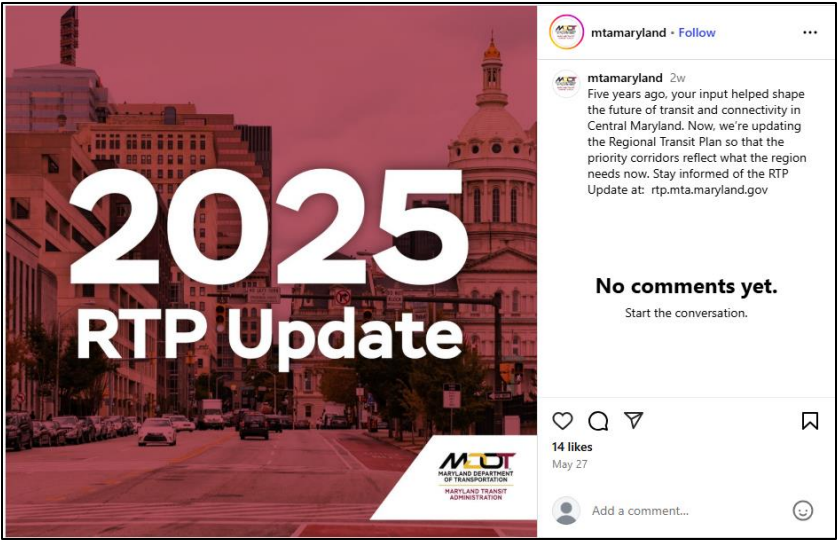 2025
RTP Update
MDOT
MARYLAND DEPARTMENT
OF TRANSPORTATION
MARYLAND TRANSIT
ADMINISTRATION
mtamaryland • Follow
mtamaryland 2w
Five years ago, your input helped shape
the future of transit and connectivity in
Central Maryland. Now, we're updating
the Regional Transit Plan so that the
priority corridors reflect what the region
needs now. Stay informed of the RTP
Update at: rtp.mta.maryland.gov
No comments yet.
Start the conversation.
14 likes
May 27
Add a comment...